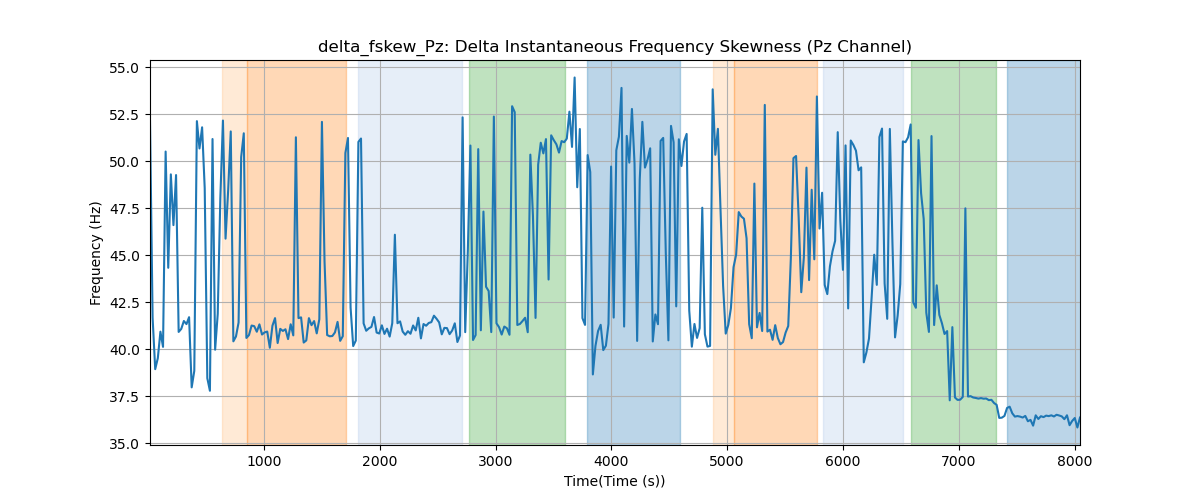 delta_fskew_Pz: Delta Instantaneous Frequency Skewness (Pz Channel)
55.0
52.5
50.0
47.5
45.0
42.5
40.0
37.5
35.0
Frequency (Hz)
1000 2000 3000 4000 5000 6000 7000 8000
Time(Time (s))